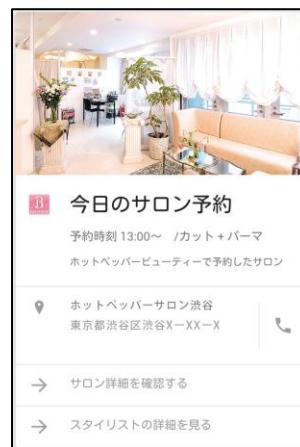 B
今日のサロン予約
予約時刻 13:00〜 /カット + パーマ
ホットペッパービューティーで予約したサロン
ホットペッパーサロン渋谷
東京都渋谷区渋谷X－XX－X
サロン詳細を確認する
スタイリストの詳細を見る